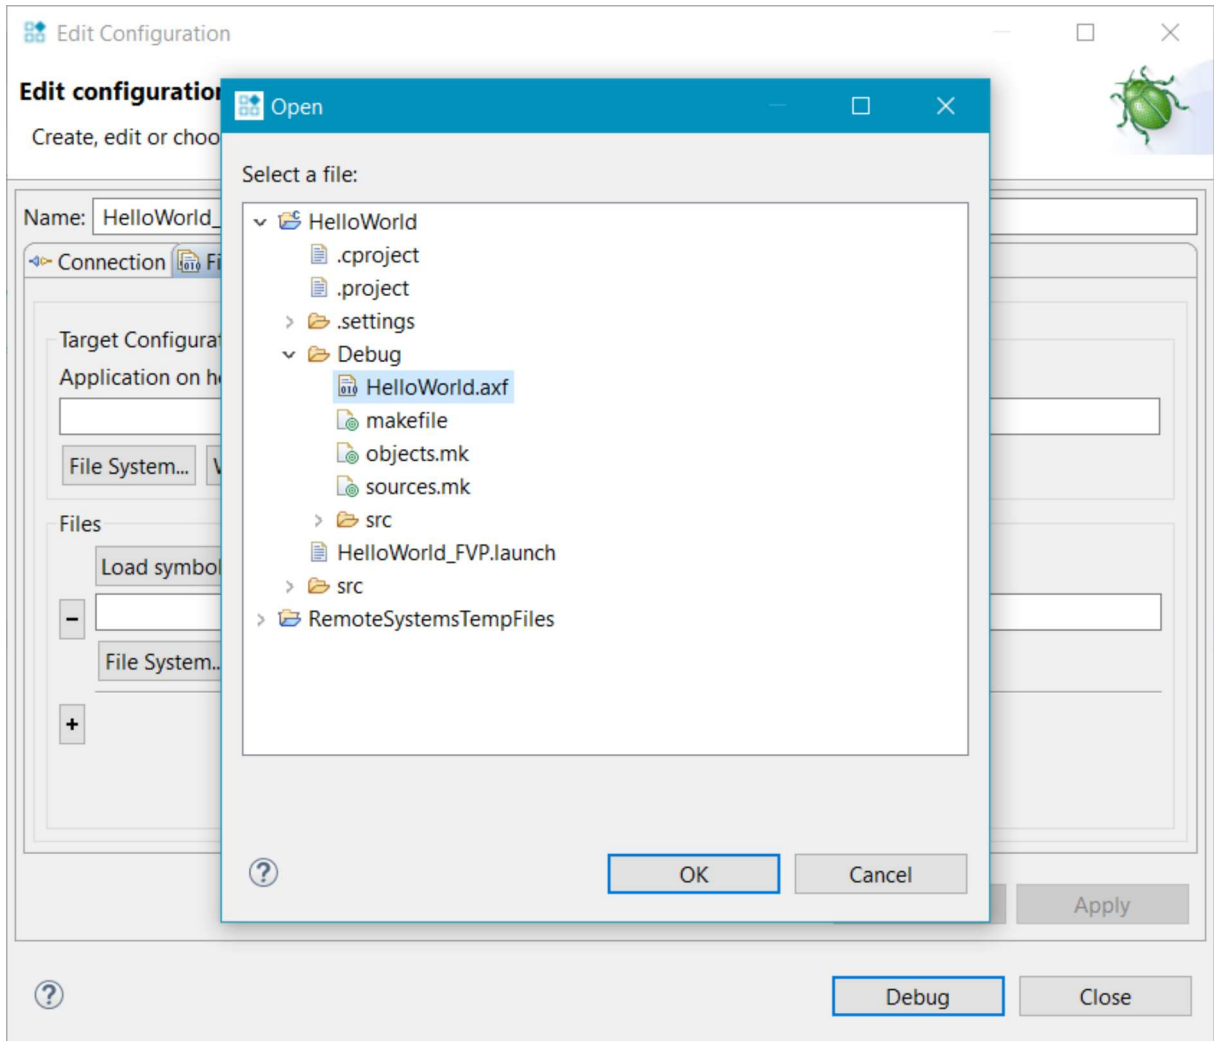 Edit Configuration
Edit configuration
Create, edit or choo
Open
Select a file:
Name: HelloWorld_
Connection Fi
HelloWorld
.cproject
.project
.settings
Debug
HelloWorld.axf
makefile
objects.mk
sources.mk
src
HelloWorld_FVP.launch
src
RemoteSystemsTempFiles
Target Configurat
Application on h
File System...
Files
Load symbol
-
File System..
+
OK Cancel
Apply
Debug Close